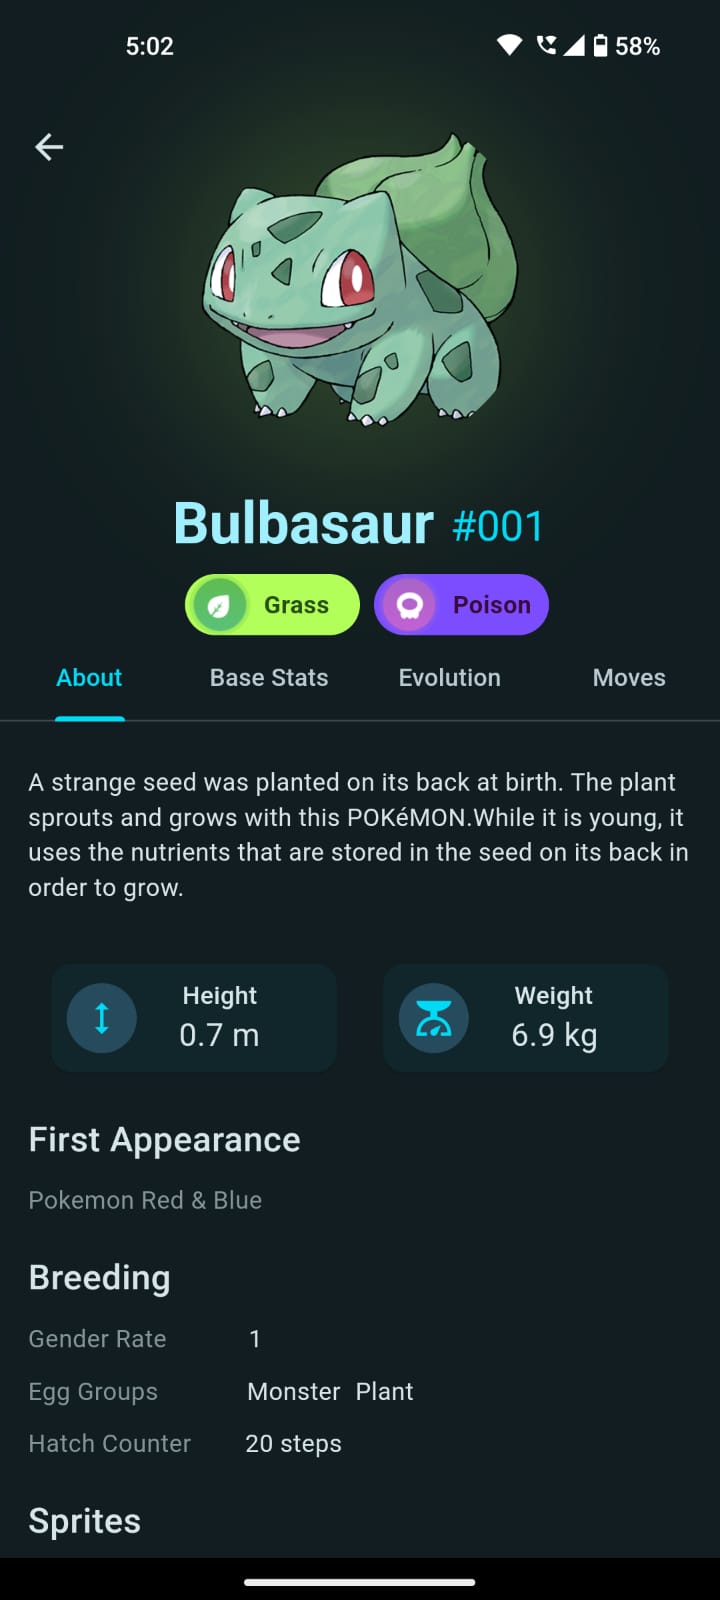 5:02 58%
Bulbasaur #001
Grass Poison
About Base Stats Evolution Moves
A strange seed was planted on its back at birth. The plant
sprouts and grows with this POKéMON.While it is young, it
uses the nutrients that are stored in the seed on its back in
order to grow.
Height Weight
0.7 m 6.9 kg
First Appearance
Pokemon Red & Blue
Breeding
Gender Rate 1
Egg Groups Monster Plant
Hatch Counter 20 steps
Sprites